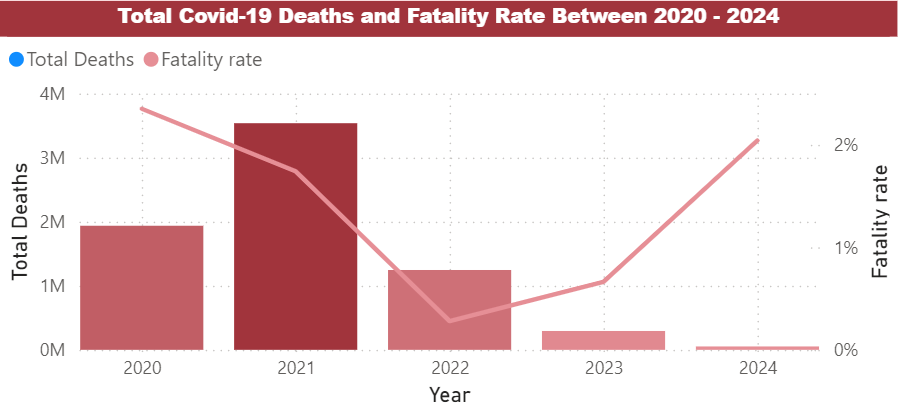 Total Covid-19 Deaths and Fatality Rate Between 2020 - 2024
Total Deaths Fatality rate
4M
3M
2M
1M
0M
Total Deaths
2%
1%
0%
Fatality rate
2020 2021 2022 2023 2024
Year